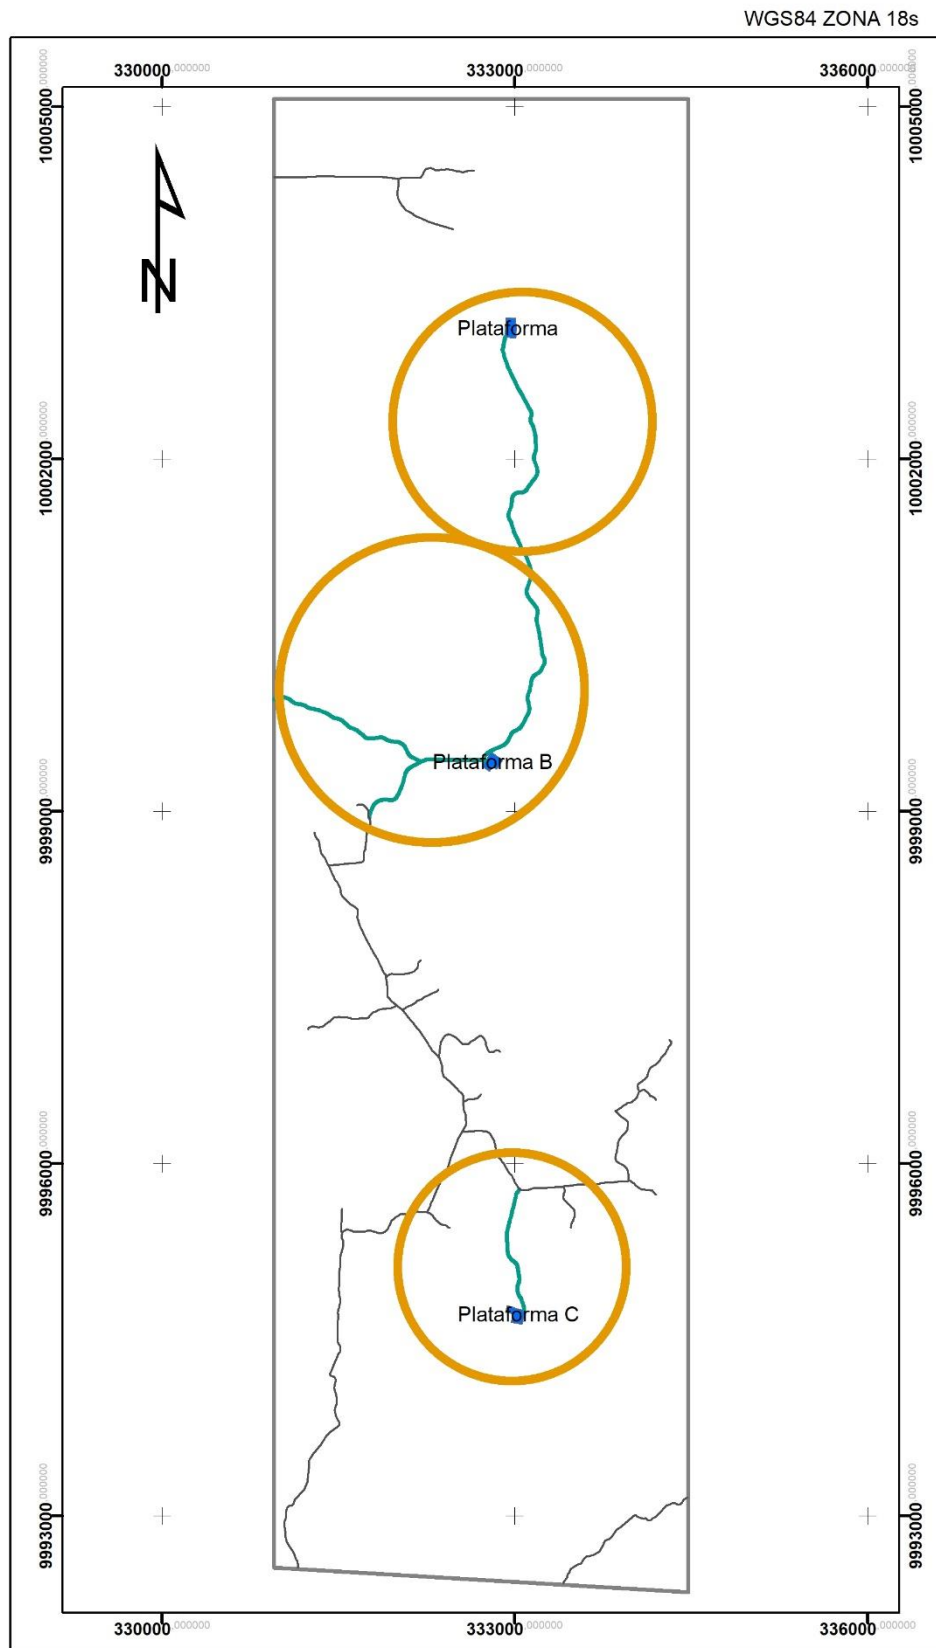 WGS84 ZONA 18s
330000.000000 333000.000000 336000.000000
10005000.000000 10005000.000000
N
Plataforma
10002000.000000 10002000.000000
Plataforma B
9999000.000000 9999000.000000
9996000.000000 9996000.000000
Plataforma C
9993000.000000 9993000.000000
330000.000000 333000.000000 336000.000000